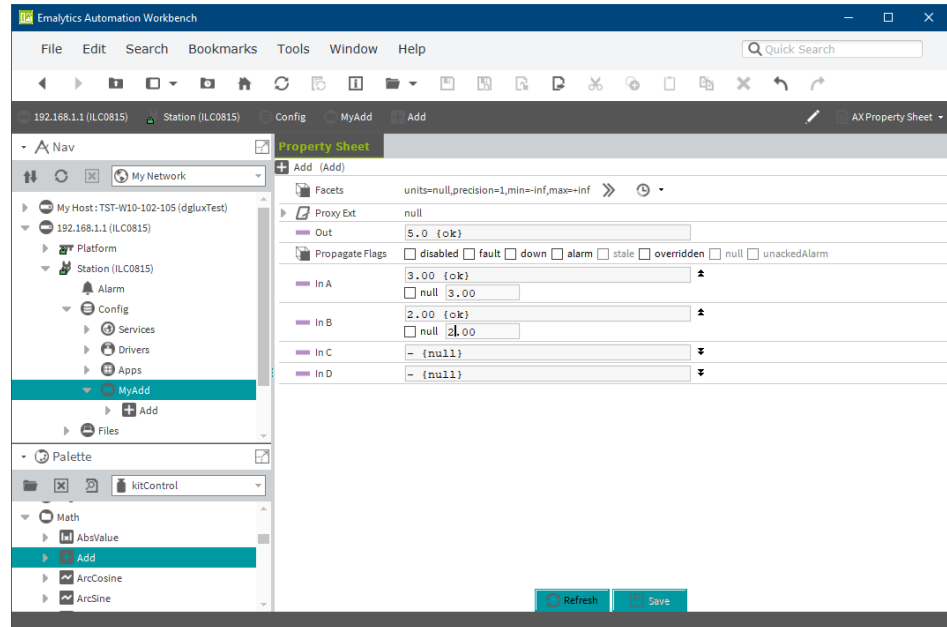 Emalytics Automation Workbench
File Edit Search Bookmarks Tools Window Help Quick Search
192.168.1.1 (ILC0815) Station (ILC0815) Config MyAdd Add AX Property Sheet
Nav
My Network
My Host : TST-W10-102-105 (dgluxTest)
192.168.1.1 (ILC0815)
Platform
Station (ILC0815)
Alarm
Config
Services
Drivers
Apps
MyAdd
Add
Files
Palette
kitControl
Math
AbsValue
Add
ArcCosine
ArcSine
Property Sheet
Add (Add)
Facets units=null,precision=1,min=-inf,max=+inf
Proxy Ext null
Out 5.0 {ok}
Propagate Flags disabled fault down alarm stale overridden null unackedAlarm
In A 3.00 {ok}
null 3.00
In B 2.00 {ok}
null 2.00
In C - {null}
In D - {null}
Refresh Save